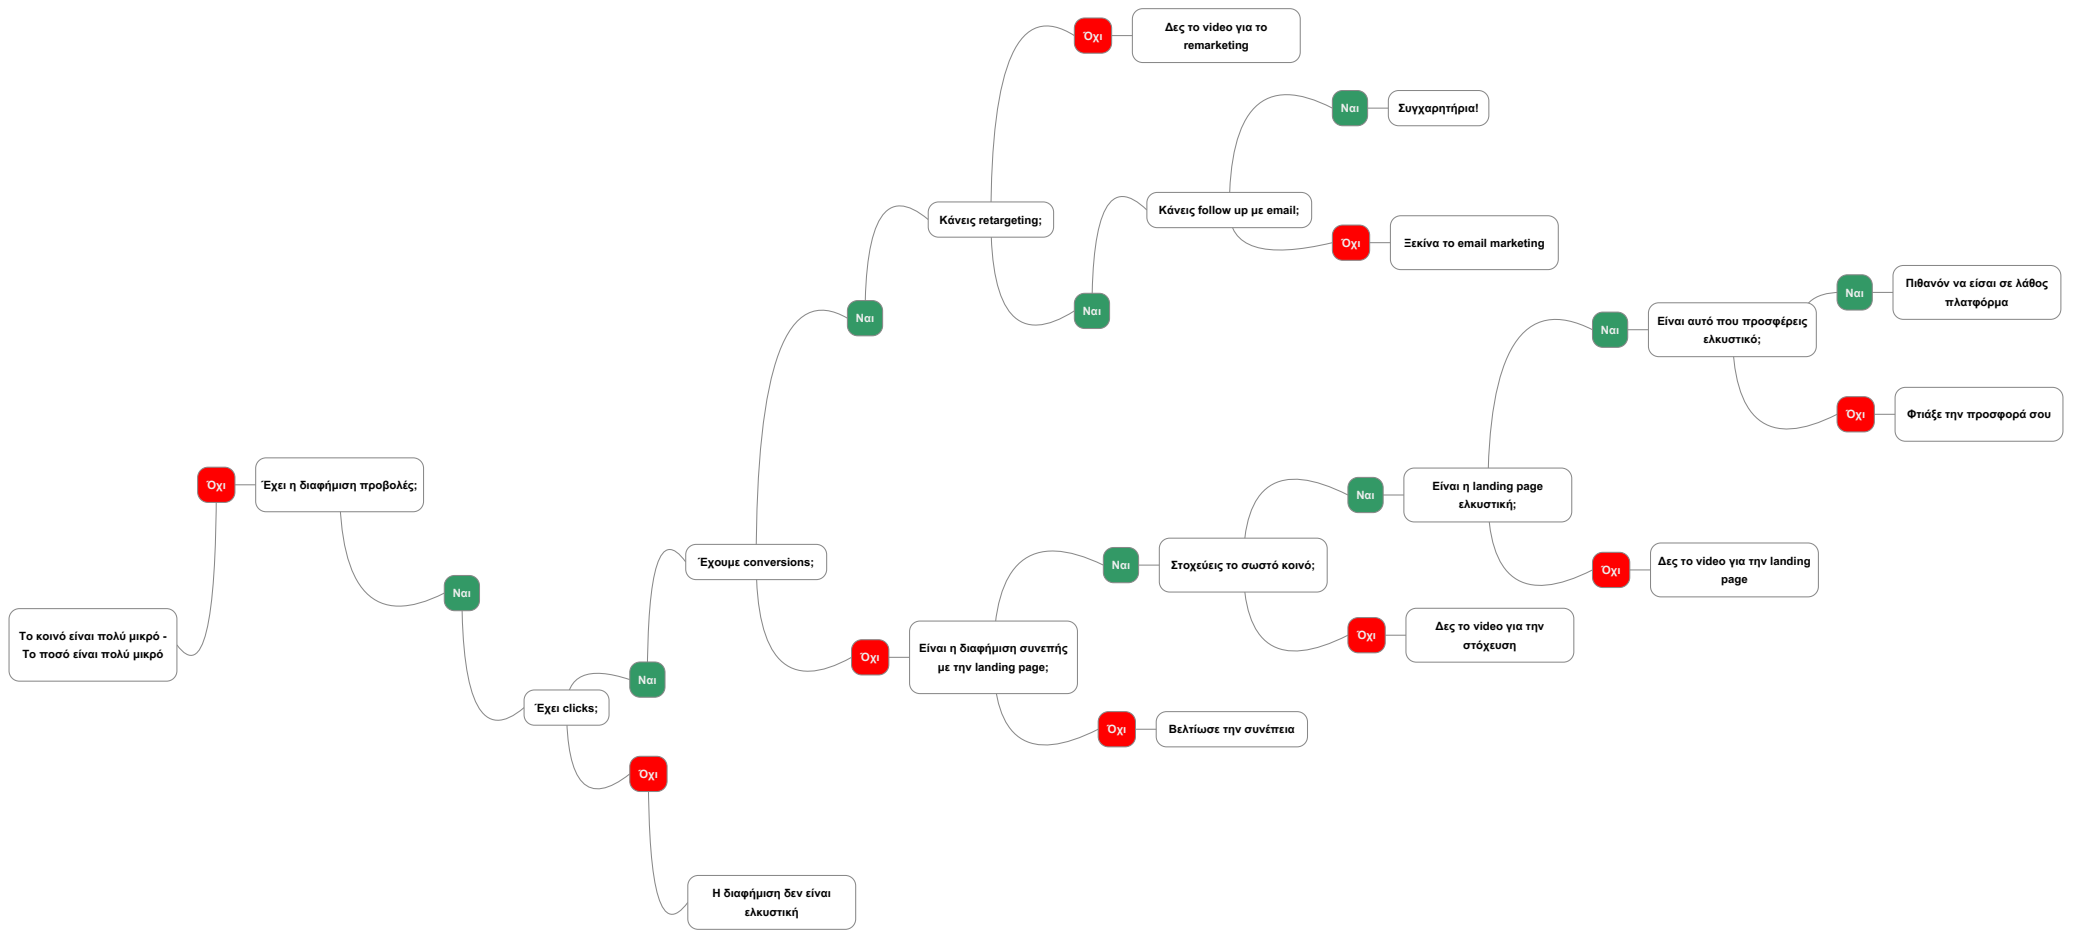 Όχι
Δες το video για το
remarketing
Ναι
Συγχαρητήρια!
Κάνεις retargeting;
Κάνεις follow up με email;
Όχι
Ξεκίνα το email marketing
Ναι
Ναι
Ναι
Είναι αυτό που προσφέρεις
ελκυστικό;
Ναι
Πιθανόν να είσαι σε λάθος
πλατφόρμα
Όχι
Φτιάξε την προσφορά σου
Όχι
Έχει η διαφήμιση προβολές;
Ναι
Είναι η landing page
ελκυστική;
Έχουμε conversions;
Ναι
Στοχεύεις το σωστό κοινό;
Όχι
Δες το video για την landing
page
Ναι
Το κοινό είναι πολύ μικρό -
Το ποσό είναι πολύ μικρό
Όχι
Είναι η διαφήμιση συνεπής
με την landing page;
Όχι
Δες το video για την
στόχευση
Ναι
Έχει clicks;
Όχι
Βελτίωσε την συνέπεια
Όχι
Η διαφήμιση δεν είναι
ελκυστική